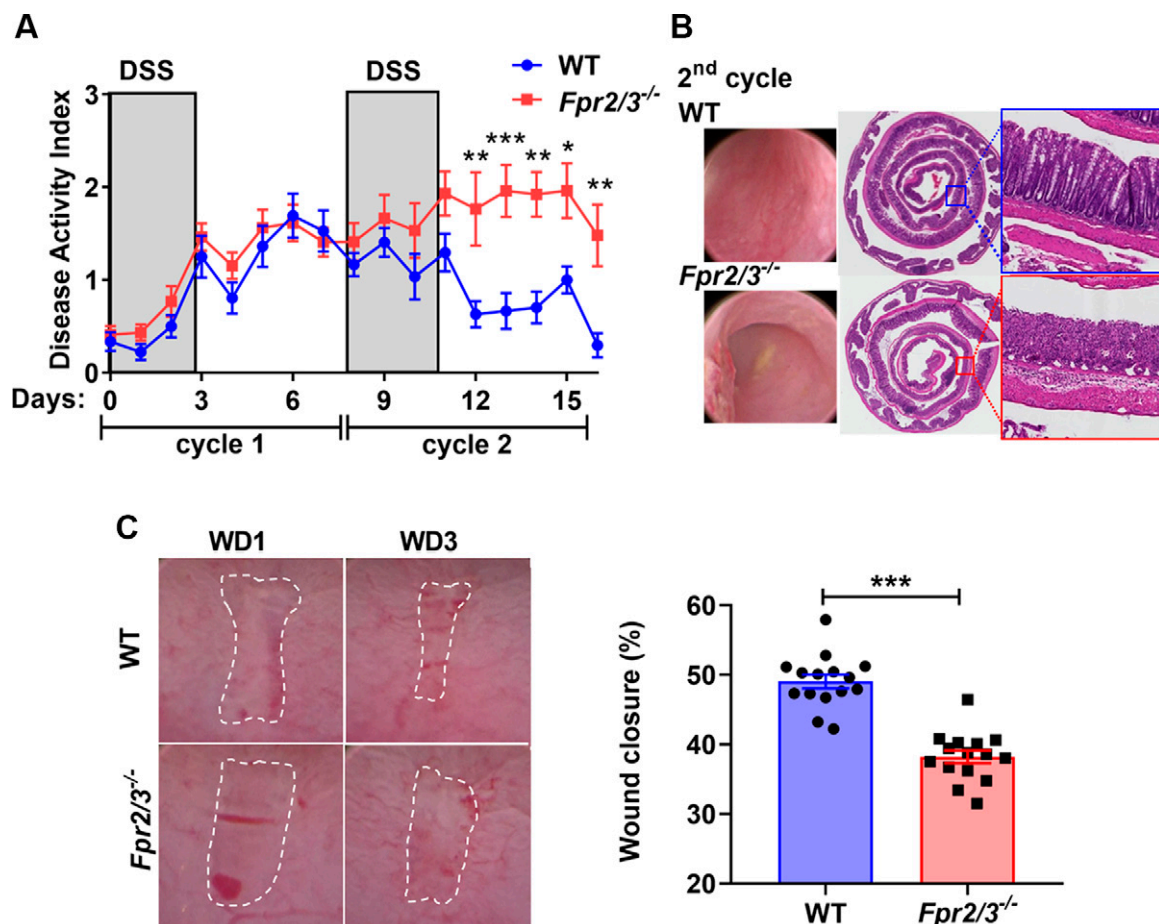 A
DSS
DSS
WT
Fpr2/3-/-
Disease Activity Index
3
2
1
0
** *** ** * **
Days: 0 3 6 9 12 15
cycle 1
cycle 2
B
2nd cycle
WT
Fpr2/3-/-
C
WD1
WD3
WT
Fpr2/3-/-
Wound closure (%)
60
50
40
30
20
***
WT
Fpr2/3-/-